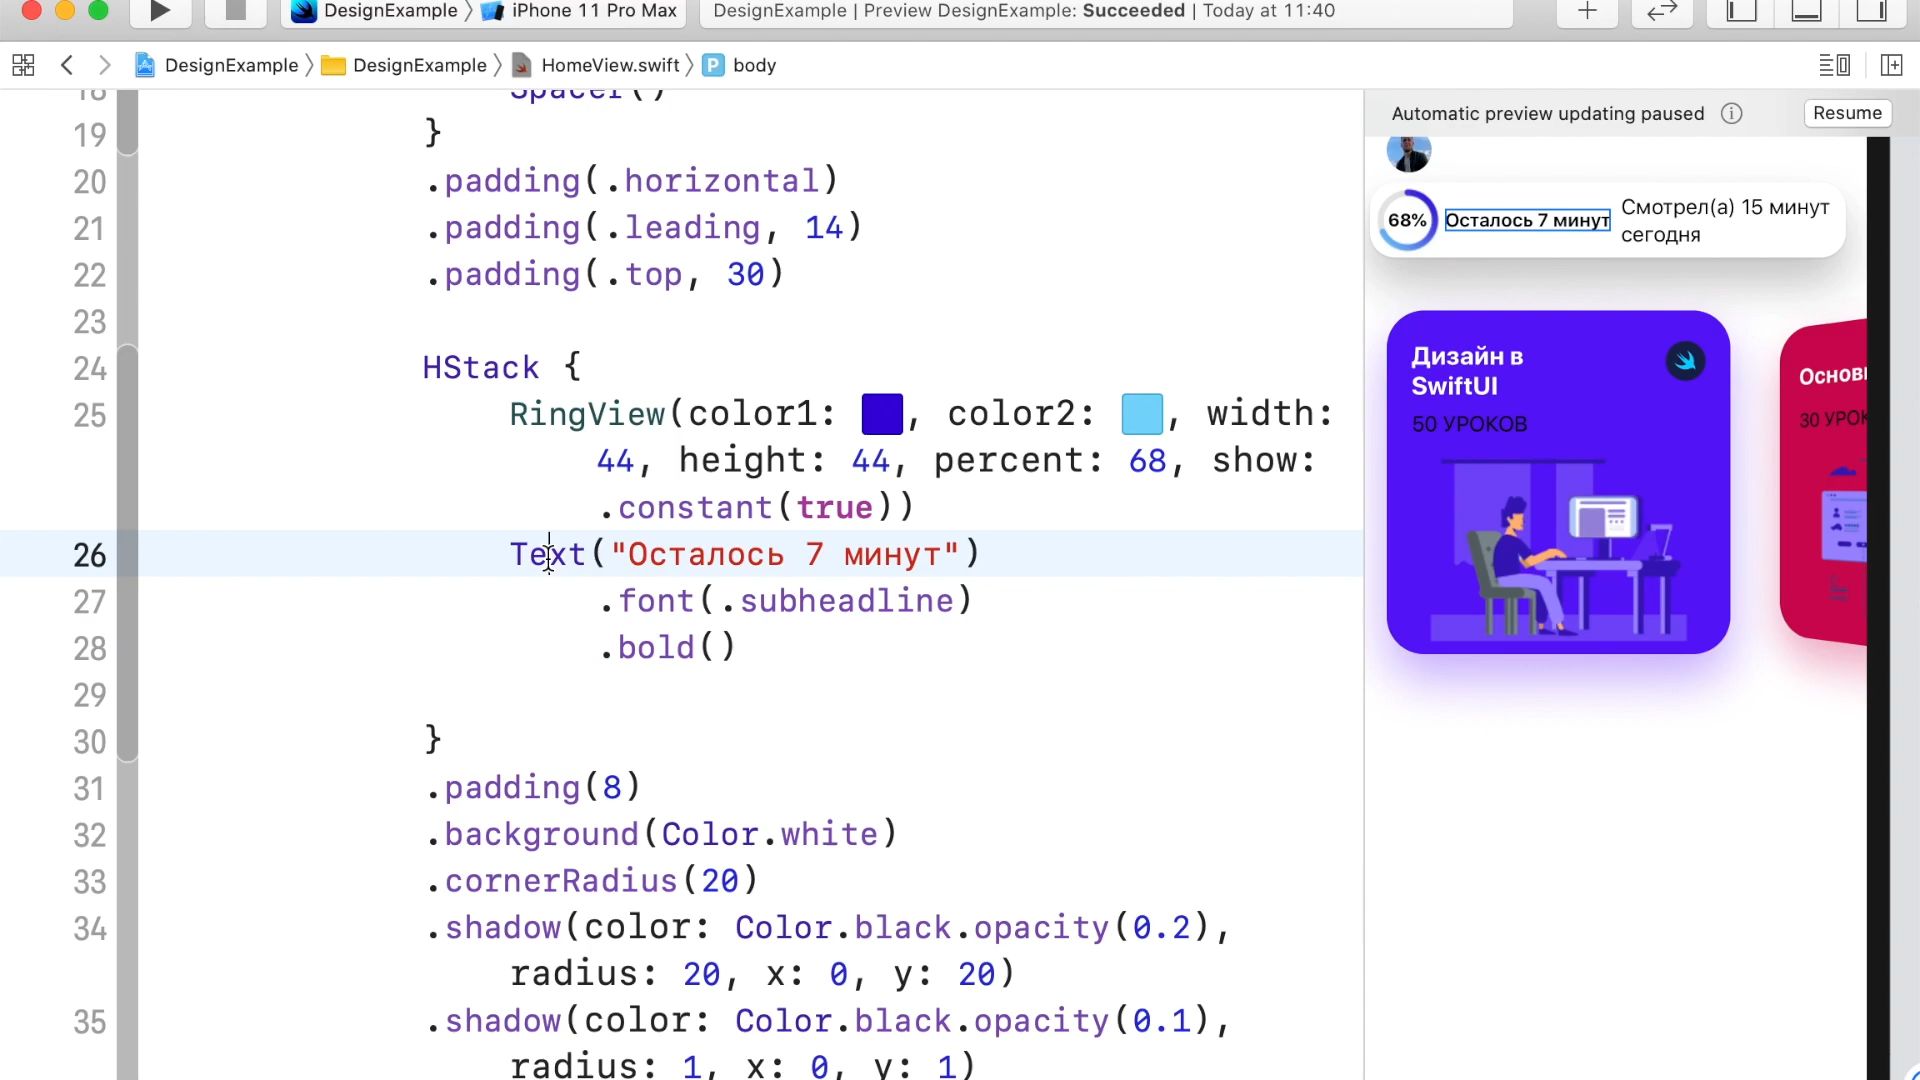 DesignExample
iPhone 11 Pro Max
DesignExample | Preview DesignExample: Succeeded | Today at 11:40
DesignExample
DesignExample
HomeView.swift
P body
18 Spacer()
19 }
20 .padding(.horizontal)
21 .padding(.leading, 14)
22 .padding(.top, 30)
23
24 HStack {
25 RingView(color1: , color2: , width:
44, height: 44, percent: 68, show:
.constant(true))
26 Text("Осталось 7 минут")
27 .font(.subheadline)
28 .bold()
29
30 }
31 .padding(8)
32 .background(Color.white)
33 .cornerRadius(20)
34 .shadow(color: Color.black.opacity(0.2),
radius: 20, x: 0, y: 20)
35 .shadow(color: Color.black.opacity(0.1),
radius: 1, x: 0, y: 1)
Automatic preview updating paused
Resume
68%
Осталось 7 минут
Смотрел(а) 15 минут
сегодня
Дизайн в
SwiftUI
50 УРОКОВ